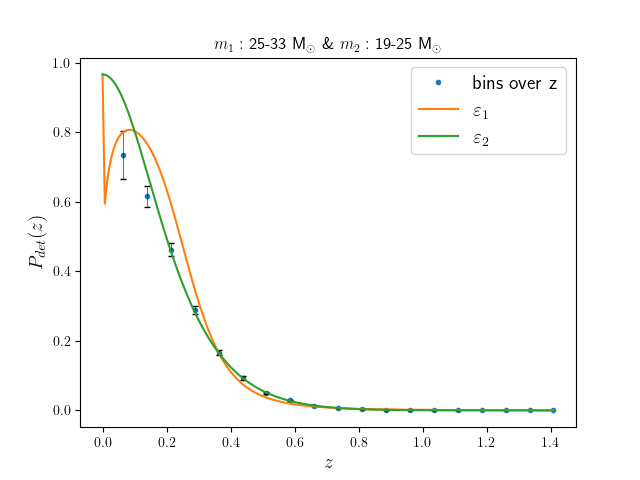 m₁ : 25-33 M☉ & m₂ : 19-25 M☉
1.0
0.8
0.6
0.4
0.2
0.0
P_det(z)
bins over z
ε₁
ε₂
0.0 0.2 0.4 0.6 0.8 1.0 1.2 1.4
z